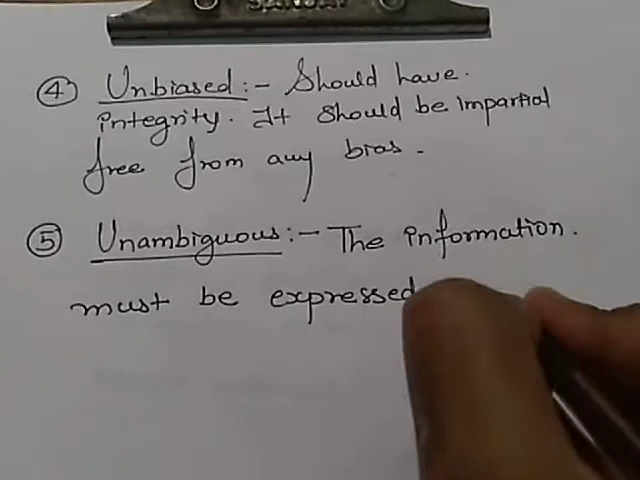 SANJAY
④ Unbiased :- Should have.
integrity. It should be impartial
free from any bias.
⑤ Unambiguous :- The information.
must be expressed